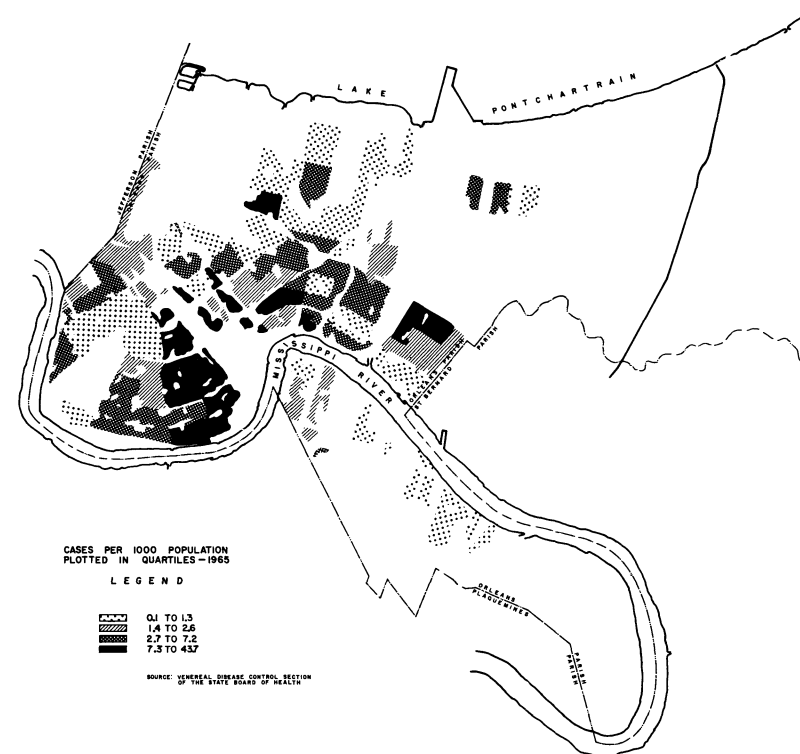 LAKE PONTCHARTRAIN
JEFFERSON PARISH
PARISH
MISSISSIPPI RIVER
ORLEANS PARISH
ST BERNARD PARISH
CASES PER 1000 POPULATION
PLOTTED IN QUARTILES—1965
LEGEND
0.1 TO 1.3
1.4 TO 2.6
2.7 TO 7.2
7.3 TO 43.7
SOURCE: VENEREAL DISEASE CONTROL SECTION
OF THE STATE BOARD OF HEALTH
ORLEANS PARISH
PLAQUEMINES PARISH